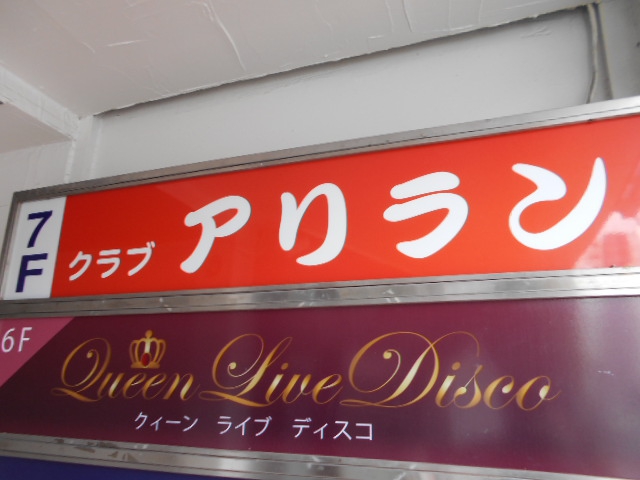 7F
クラブ アリラン
6F
Queen Live Disco
クィーン ライブ ディスコ